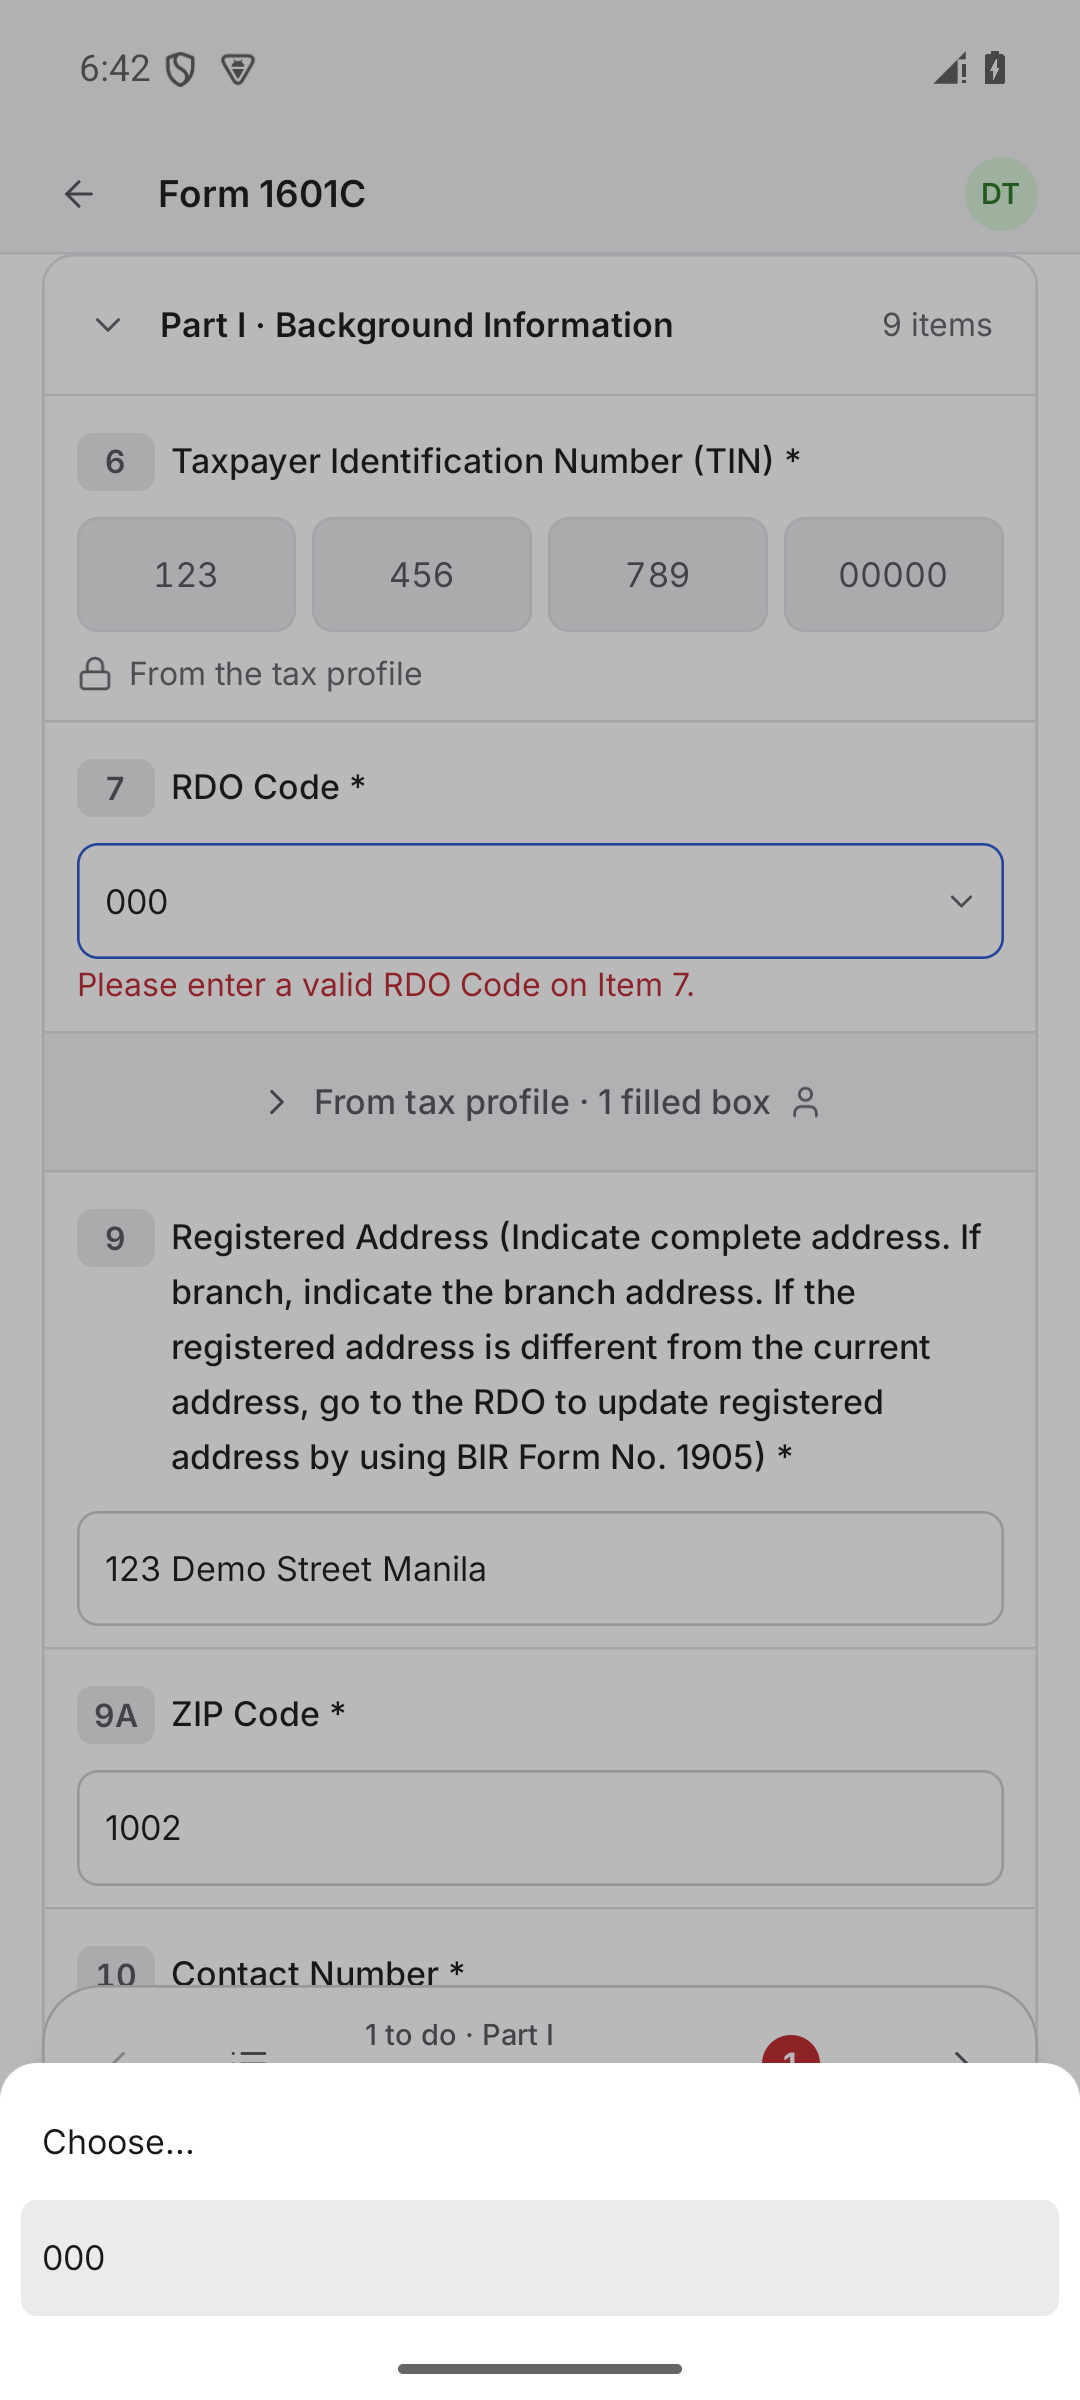 6:42
Form 1601C
DT
Part I · Background Information
9 items
6 Taxpayer Identification Number (TIN) *
123 456 789 00000
From the tax profile
7 RDO Code *
000
Please enter a valid RDO Code on Item 7.
From tax profile · 1 filled box
9 Registered Address (Indicate complete address. If
branch, indicate the branch address. If the
registered address is different from the current
address, go to the RDO to update registered
address by using BIR Form No. 1905) *
123 Demo Street Manila
9A ZIP Code *
1002
10 Contact Number *
1 to do · Part I
1
Choose...
000